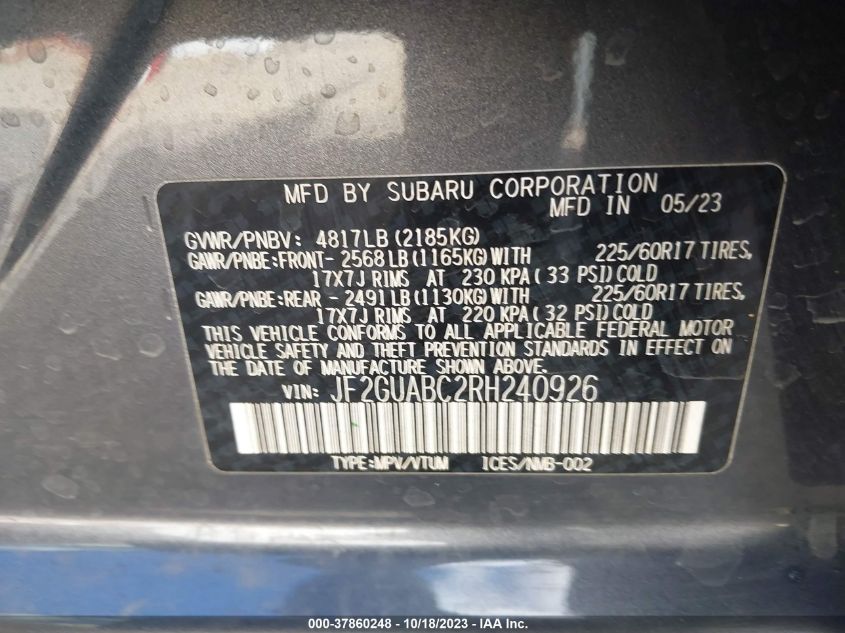 MFD BY SUBARU CORPORATION
MFD IN 05/23
GVWR/PNBV: 4817LB (2185KG)
GAWR/PNBE:FRONT- 2568 LB (1165KG) WITH 225/60R17 TIRES,
17X7J RIMS AT 230 KPA ( 33 PSI) COLD
GAWR/PNBE:REAR - 2491 LB (1130KG) WITH 225/60R17 TIRES,
17X7J RIMS AT 220 KPA ( 32 PSI) COLD
THIS VEHICLE CONFORMS TO ALL APPLICABLE FEDERAL MOTOR
VEHICLE SAFETY AND THEFT PREVENTION STANDARDS IN EFFECT ON
THE DATE OF MANUFACTURE SHOWN ABOVE.
VIN: JF2GUABC2RH240926
TYPE:MPV/VTUM ICES/NMB-002
000-37860248 - 10/18/2023 - IAA Inc.